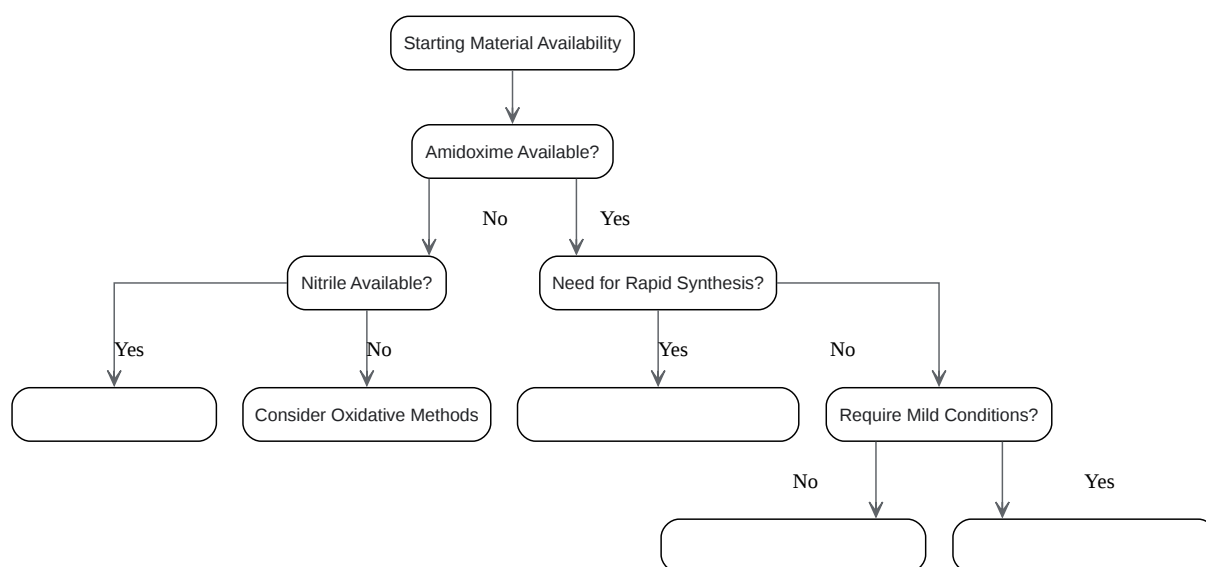 Starting Material Availability
Amidoxime Available?
No
Yes
Nitrile Available?
Need for Rapid Synthesis?
Yes
No
Yes
No
Consider Oxidative Methods
Require Mild Conditions?
No
Yes